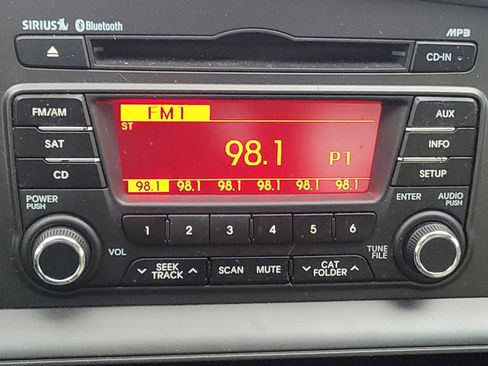 SIRIUS Bluetooth MP3
CD-IN
FM/AM FM1 AUX
ST
SAT 98.1 P1 INFO
CD 98.1 98.1 98.1 98.1 98.1 98.1 SETUP
POWER PUSH ENTER AUDIO PUSH
1 2 3 4 5 6
VOL TUNE FILE
SEEK TRACK SCAN MUTE CAT FOLDER